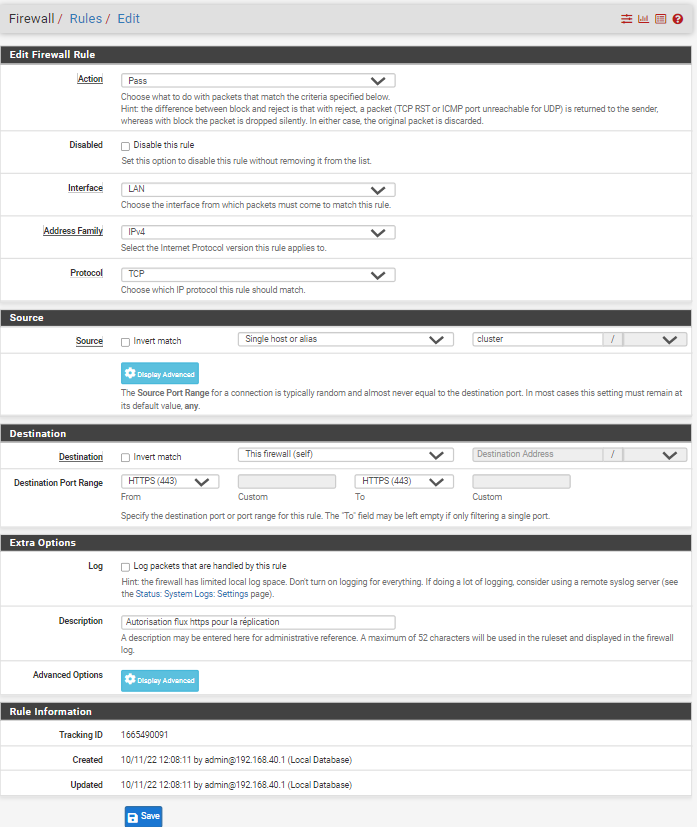 Firewall / Rules / Edit
Edit Firewall Rule
Action
Pass
Choose what to do with packets that match the criteria specified below.
Hint: the difference between block and reject is that with reject, a packet (TCP RST or ICMP port unreachable for UDP) is returned to the sender,
whereas with block the packet is dropped silently. In either case, the original packet is discarded.
Disabled
Disable this rule
Set this option to disable this rule without removing it from the list.
Interface
LAN
Choose the interface from which packets must come to match this rule.
Address Family
IPv4
Select the Internet Protocol version this rule applies to.
Protocol
TCP
Choose which IP protocol this rule should match.
Source
Source
Invert match
Single host or alias
cluster
/
Display Advanced
The Source Port Range for a connection is typically random and almost never equal to the destination port. In most cases this setting must remain at
its default value, any.
Destination
Destination
Invert match
This firewall (self)
Destination Address
/
Destination Port Range
HTTPS (443)
HTTPS (443)
From
Custom
To
Custom
Specify the destination port or port range for this rule. The "To" field may be left empty if only filtering a single port.
Extra Options
Log
Log packets that are handled by this rule
Hint: the firewall has limited local log space. Don't turn on logging for everything. If doing a lot of logging, consider using a remote syslog server (see
the Status: System Logs: Settings page).
Description
Autorisation flux https pour la réplication
A description may be entered here for administrative reference. A maximum of 52 characters will be used in the ruleset and displayed in the firewall
log.
Advanced Options
Display Advanced
Rule Information
Tracking ID
1665490091
Created
10/11/22 12:08:11 by admin@192.168.40.1 (Local Database)
Updated
10/11/22 12:08:11 by admin@192.168.40.1 (Local Database)
Save